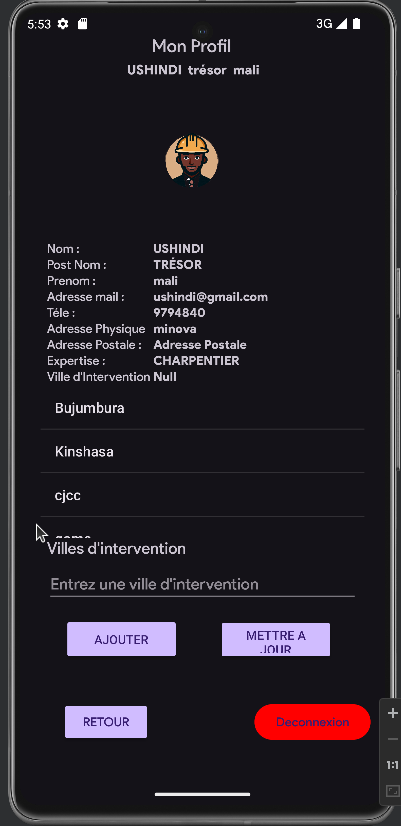 5:53
3G
Mon Profil
USHINDI trésor mali
Nom : USHINDI
Post Nom : TRÉSOR
Prenom : mali
Adresse mail : ushindi@gmail.com
Téle : 9794840
Adresse Physique minova
Adresse Postale : Adresse Postale
Expertise : CHARPENTIER
Ville d'Intervention Null
Bujumbura
Kinshasa
cjcc
Villes d'intervention
Entrez une ville d'intervention
AJOUTER
METTRE A
JOUR
RETOUR
Deconnexion
1:1